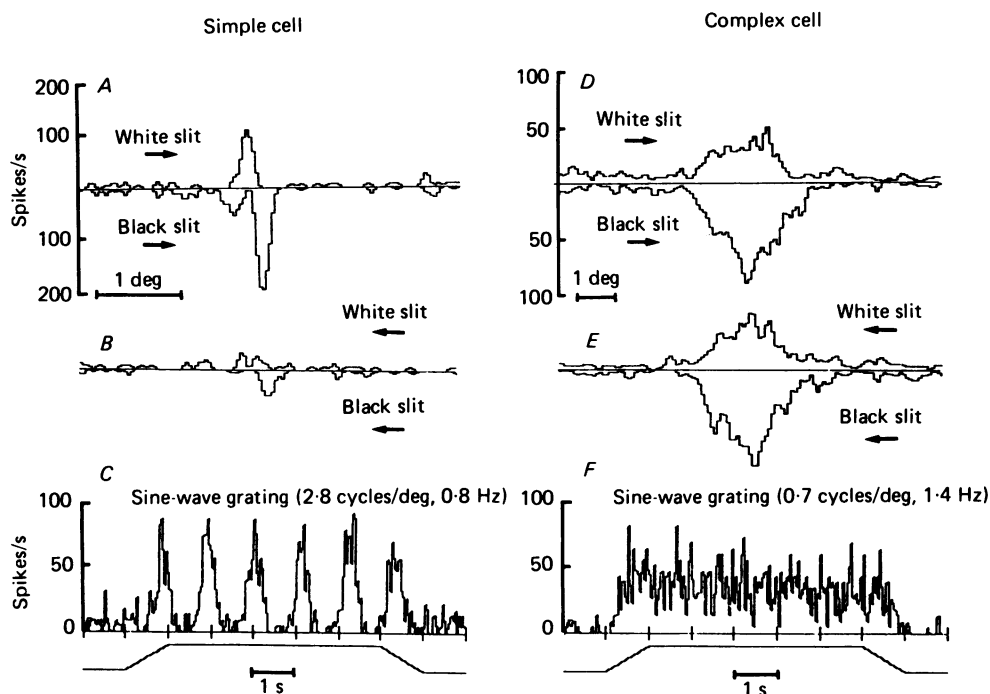 Simple cell
Complex cell
A
200
100
100
200
Spikes/s
White slit
Black slit
1 deg
D
100
50
50
100
White slit
Black slit
1 deg
B
White slit
Black slit
E
White slit
Black slit
C
Sine-wave grating (2·8 cycles/deg, 0·8 Hz)
100
50
0
Spikes/s
1 s
F
Sine-wave grating (0·7 cycles/deg, 1·4 Hz)
100
50
0
1 s